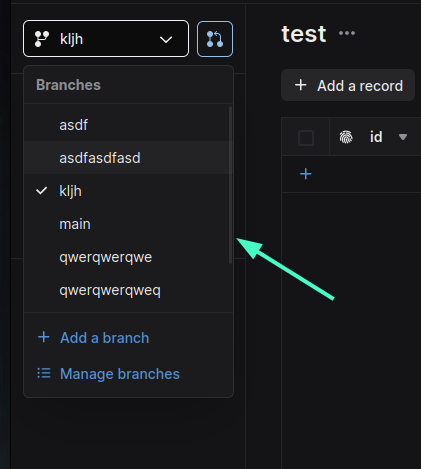 kljh
test
Branches
Add a record
asdf
asdfasdfasd
id
kljh
main
qwerqwerqwe
qwerqwerqweq
Add a branch
Manage branches